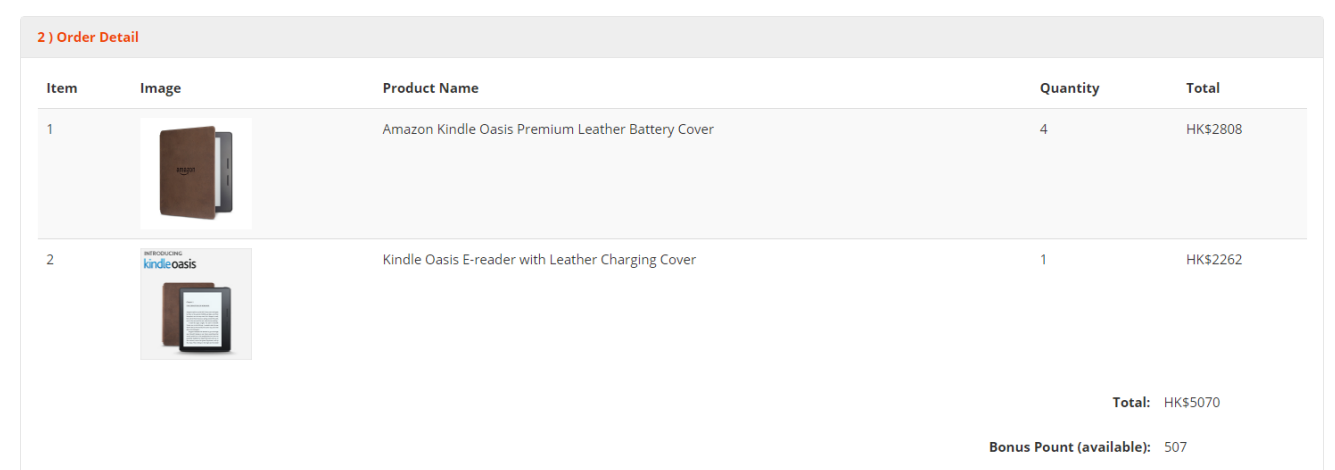 2 ) Order Detail
Item Image Product Name Quantity Total
1 Amazon Kindle Oasis Premium Leather Battery Cover 4 HK$2808
amazon
2 Kindle Oasis E-reader with Leather Charging Cover 1 HK$2262
INTRODUCING
kindleoasis
Total: HK$5070
Bonus Pount (available): 507